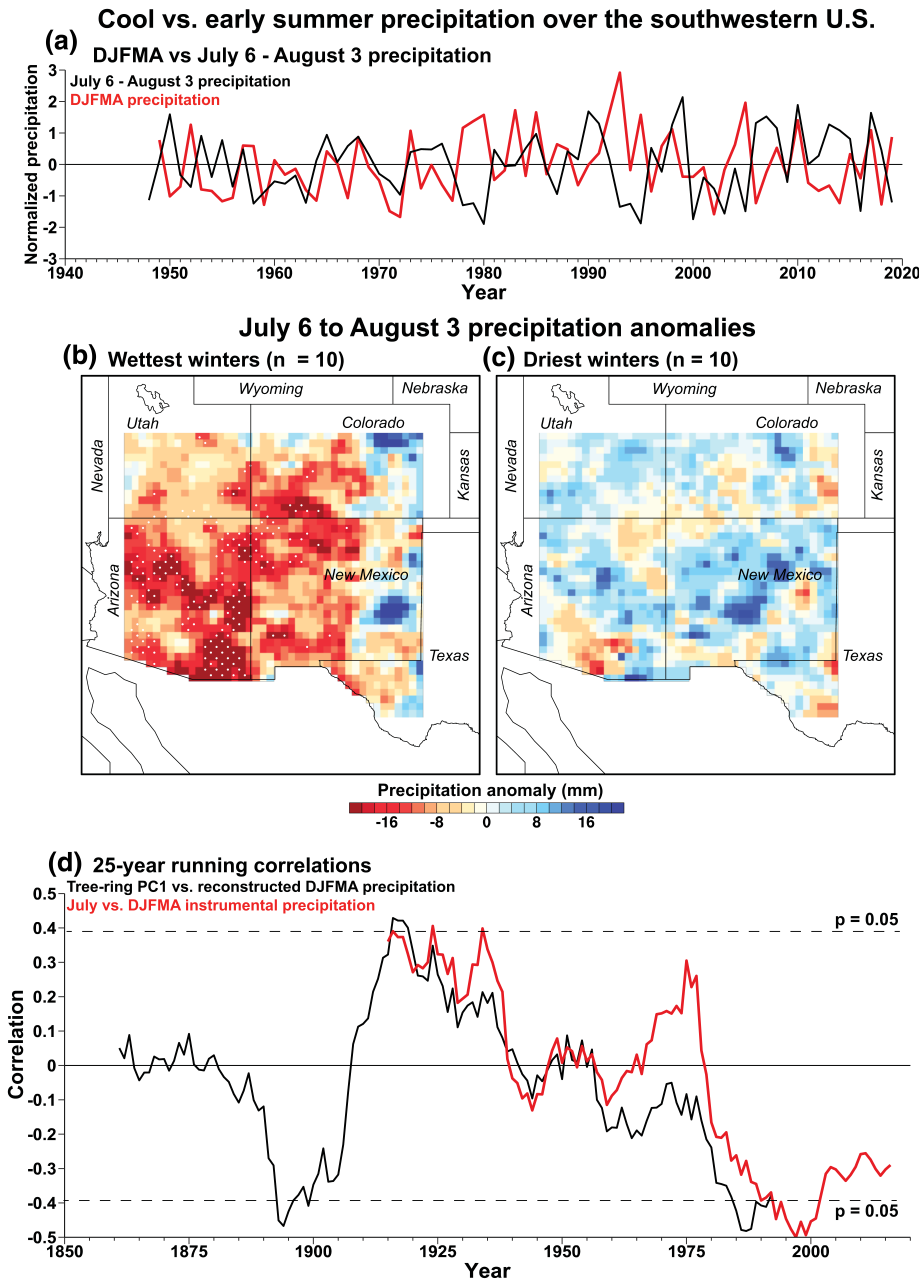 Cool vs. early summer precipitation over the southwestern U.S.
(a)
DJFMA vs July 6 - August 3 precipitation
July 6 - August 3 precipitation
DJFMA precipitation
Normalized precipitation
3
2
1
0
-1
-2
-3
1940 1950 1960 1970 1980 1990 2000 2010 2020
Year
July 6 to August 3 precipitation anomalies
(b) Wettest winters (n = 10)
(c) Driest winters (n = 10)
Wyoming
Nebraska
Utah
Colorado
Nevada
Kansas
Arizona
New Mexico
Texas
Wyoming
Nebraska
Utah
Colorado
Nevada
Kansas
Arizona
New Mexico
Texas
Precipitation anomaly (mm)
-16 -8 0 8 16
(d) 25-year running correlations
Tree-ring PC1 vs. reconstructed DJFMA precipitation
July vs. DJFMA instrumental precipitation
Correlation
0.5
0.4
0.3
0.2
0.1
0
-0.1
-0.2
-0.3
-0.4
-0.5
p = 0.05
p = 0.05
1850 1875 1900 1925 1950 1975 2000
Year